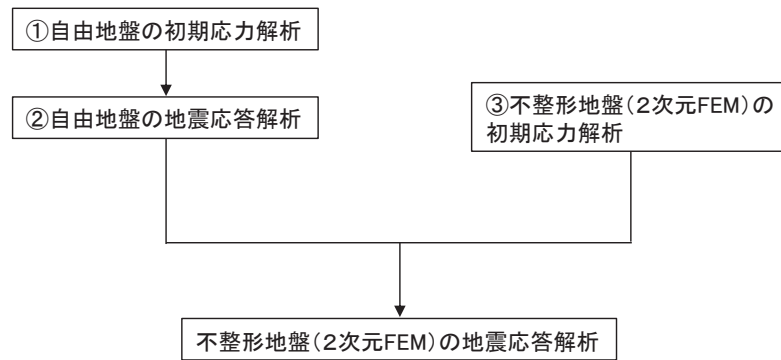 ①自由地盤の初期応力解析
②自由地盤の地震応答解析
③不整形地盤(2次元FEM)の
初期応力解析
不整形地盤(2次元FEM)の地震応答解析